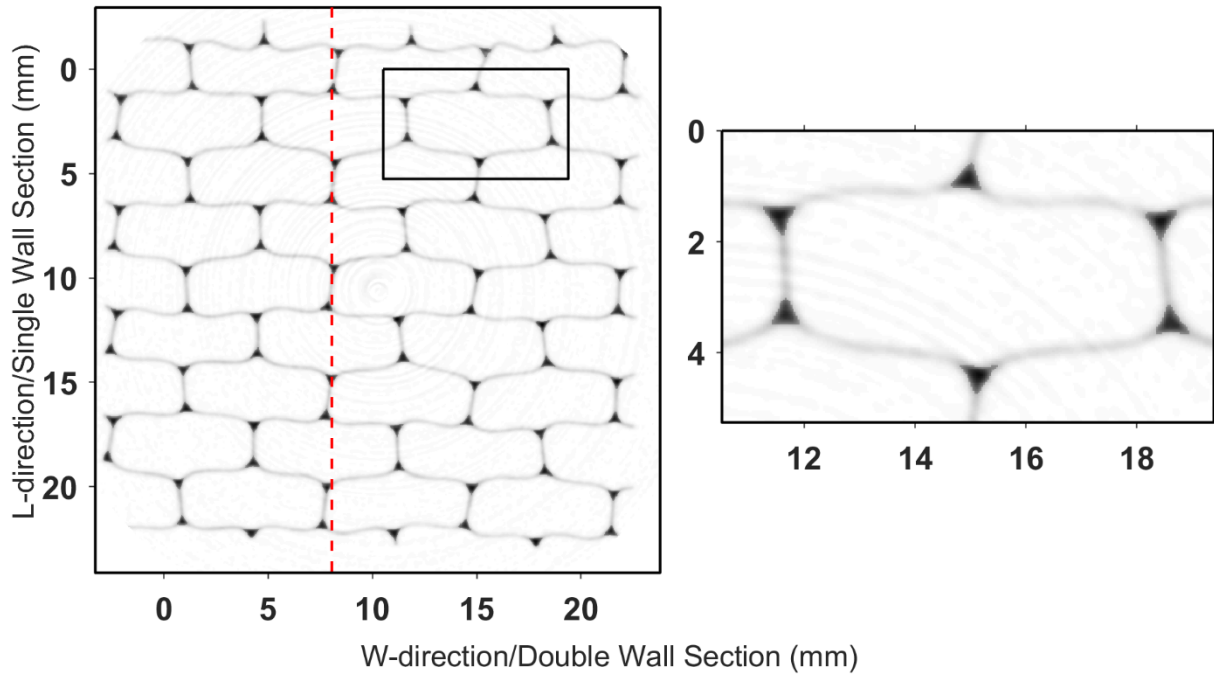 L-direction/Single Wall Section (mm)
0
5
10
15
20
0 5 10 15 20
0
2
4
12 14 16 18
W-direction/Double Wall Section (mm)